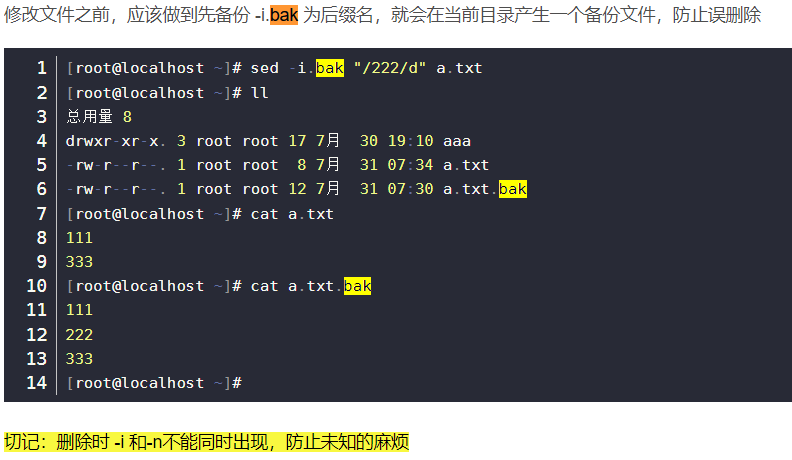 修改文件之前，应该做到先备份 -i.bak 为后缀名，就会在当前目录产生一个备份文件，防止误删除
1 [root@localhost ~]# sed -i.bak "/222/d" a.txt
2 [root@localhost ~]# ll
3 总用量 8
4 drwxr-xr-x. 3 root root 17 7月  30 19:10 aaa
5 -rw-r--r--. 1 root root  8 7月  31 07:34 a.txt
6 -rw-r--r--. 1 root root 12 7月  31 07:30 a.txt.bak
7 [root@localhost ~]# cat a.txt
8 111
9 333
10 [root@localhost ~]# cat a.txt.bak
11 111
12 222
13 333
14 [root@localhost ~]#
切记：删除时 -i 和-n不能同时出现，防止未知的麻烦